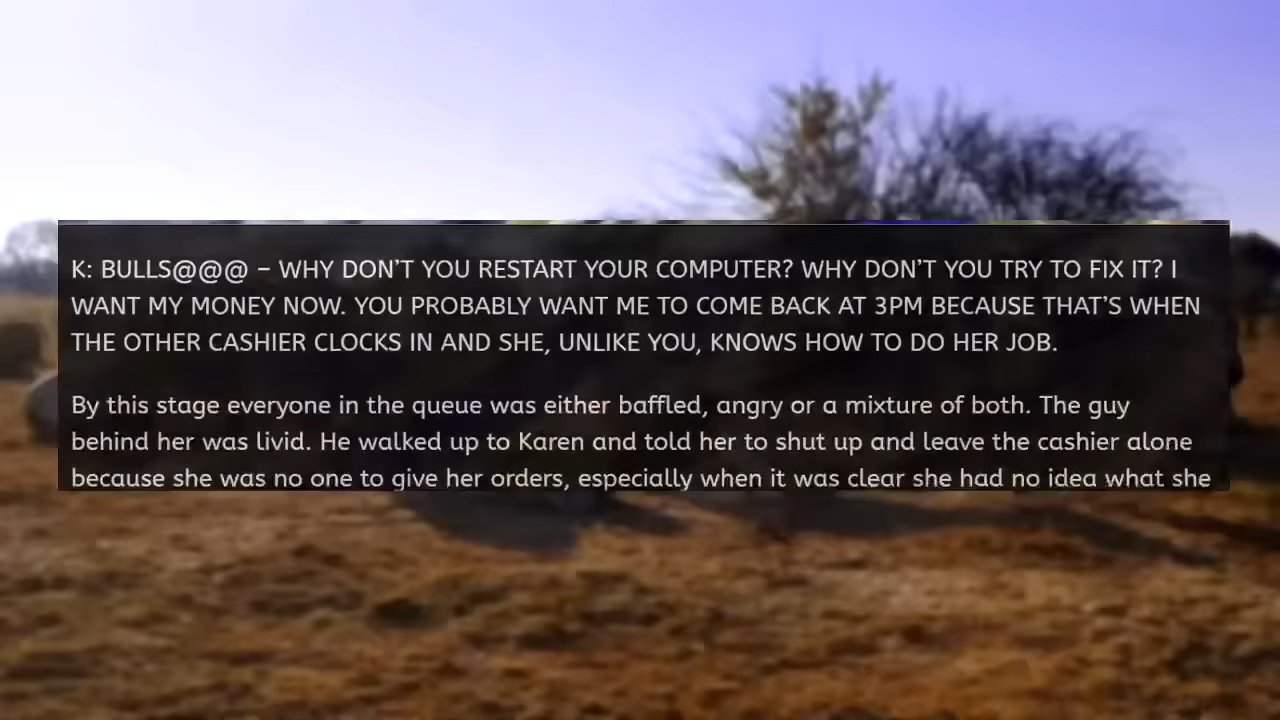 K: BULLS@@@ – WHY DON'T YOU RESTART YOUR COMPUTER? WHY DON'T YOU TRY TO FIX IT? I
WANT MY MONEY NOW. YOU PROBABLY WANT ME TO COME BACK AT 3PM BECAUSE THAT'S WHEN
THE OTHER CASHIER CLOCKS IN AND SHE, UNLIKE YOU, KNOWS HOW TO DO HER JOB.
By this stage everyone in the queue was either baffled, angry or a mixture of both. The guy
behind her was livid. He walked up to Karen and told her to shut up and leave the cashier alone
because she was no one to give her orders, especially when it was clear she had no idea what she